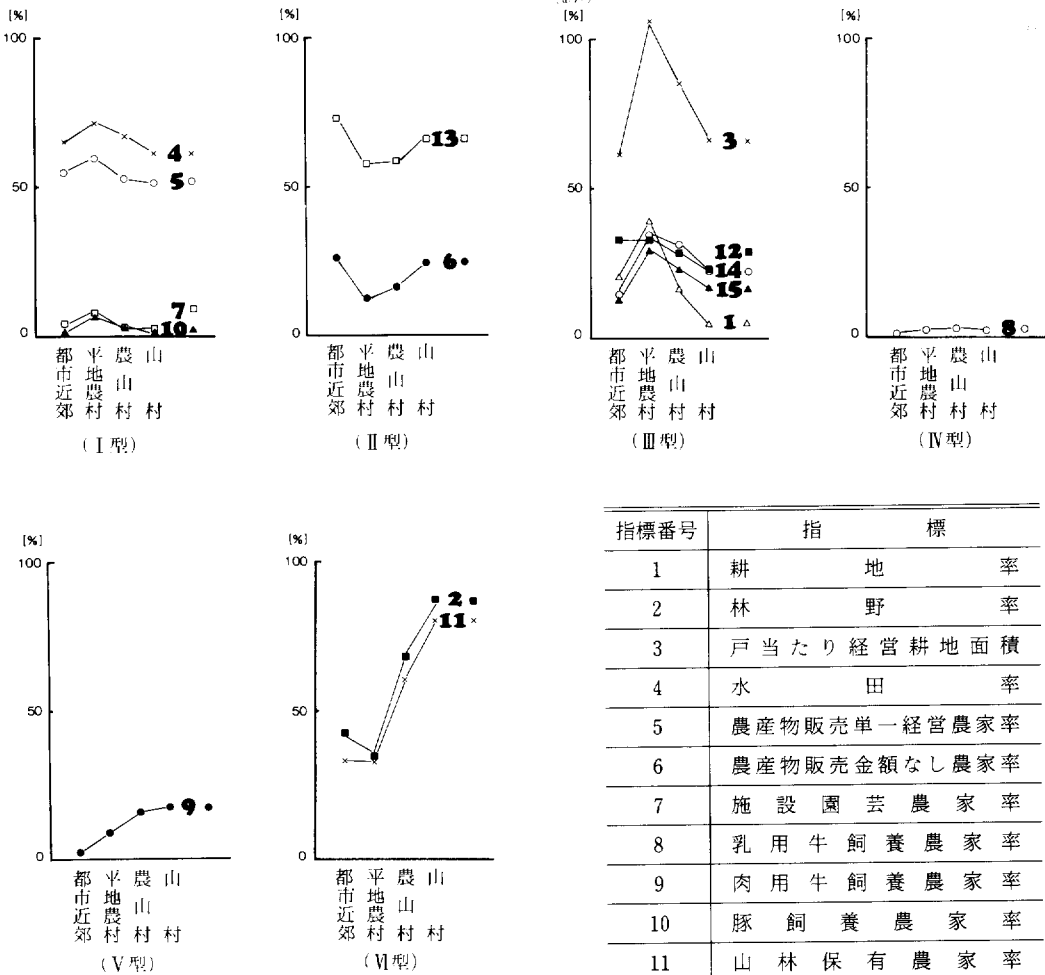 [%]
100
50
0
4
5
7
10
都市近郊
平地農村
農山村
山村
(Ⅰ型)
[%]
100
50
0
13
6
都市近郊
平地農村
農山村
山村
(Ⅱ型)
[%]
100
50
0
3
12
14
15
1
都市近郊
平地農村
農山村
山村
(Ⅲ型)
[%]
100
50
0
8
都市近郊
平地農村
農山村
山村
(Ⅳ型)
[%]
100
50
0
9
都市近郊
平地農村
農山村
山村
(Ⅴ型)
[%]
100
50
0
2
11
都市近郊
平地農村
農山村
山村
(Ⅵ型)
指標番号 指標
1 耕地率
2 林野率
3 戸当たり経営耕地面積
4 水田率
5 農産物販売単一経営農家率
6 農産物販売金額なし農家率
7 施設園芸農家率
8 乳用牛飼養農家率
9 肉用牛飼養農家率
10 豚飼養農家率
11 山林保有農家率